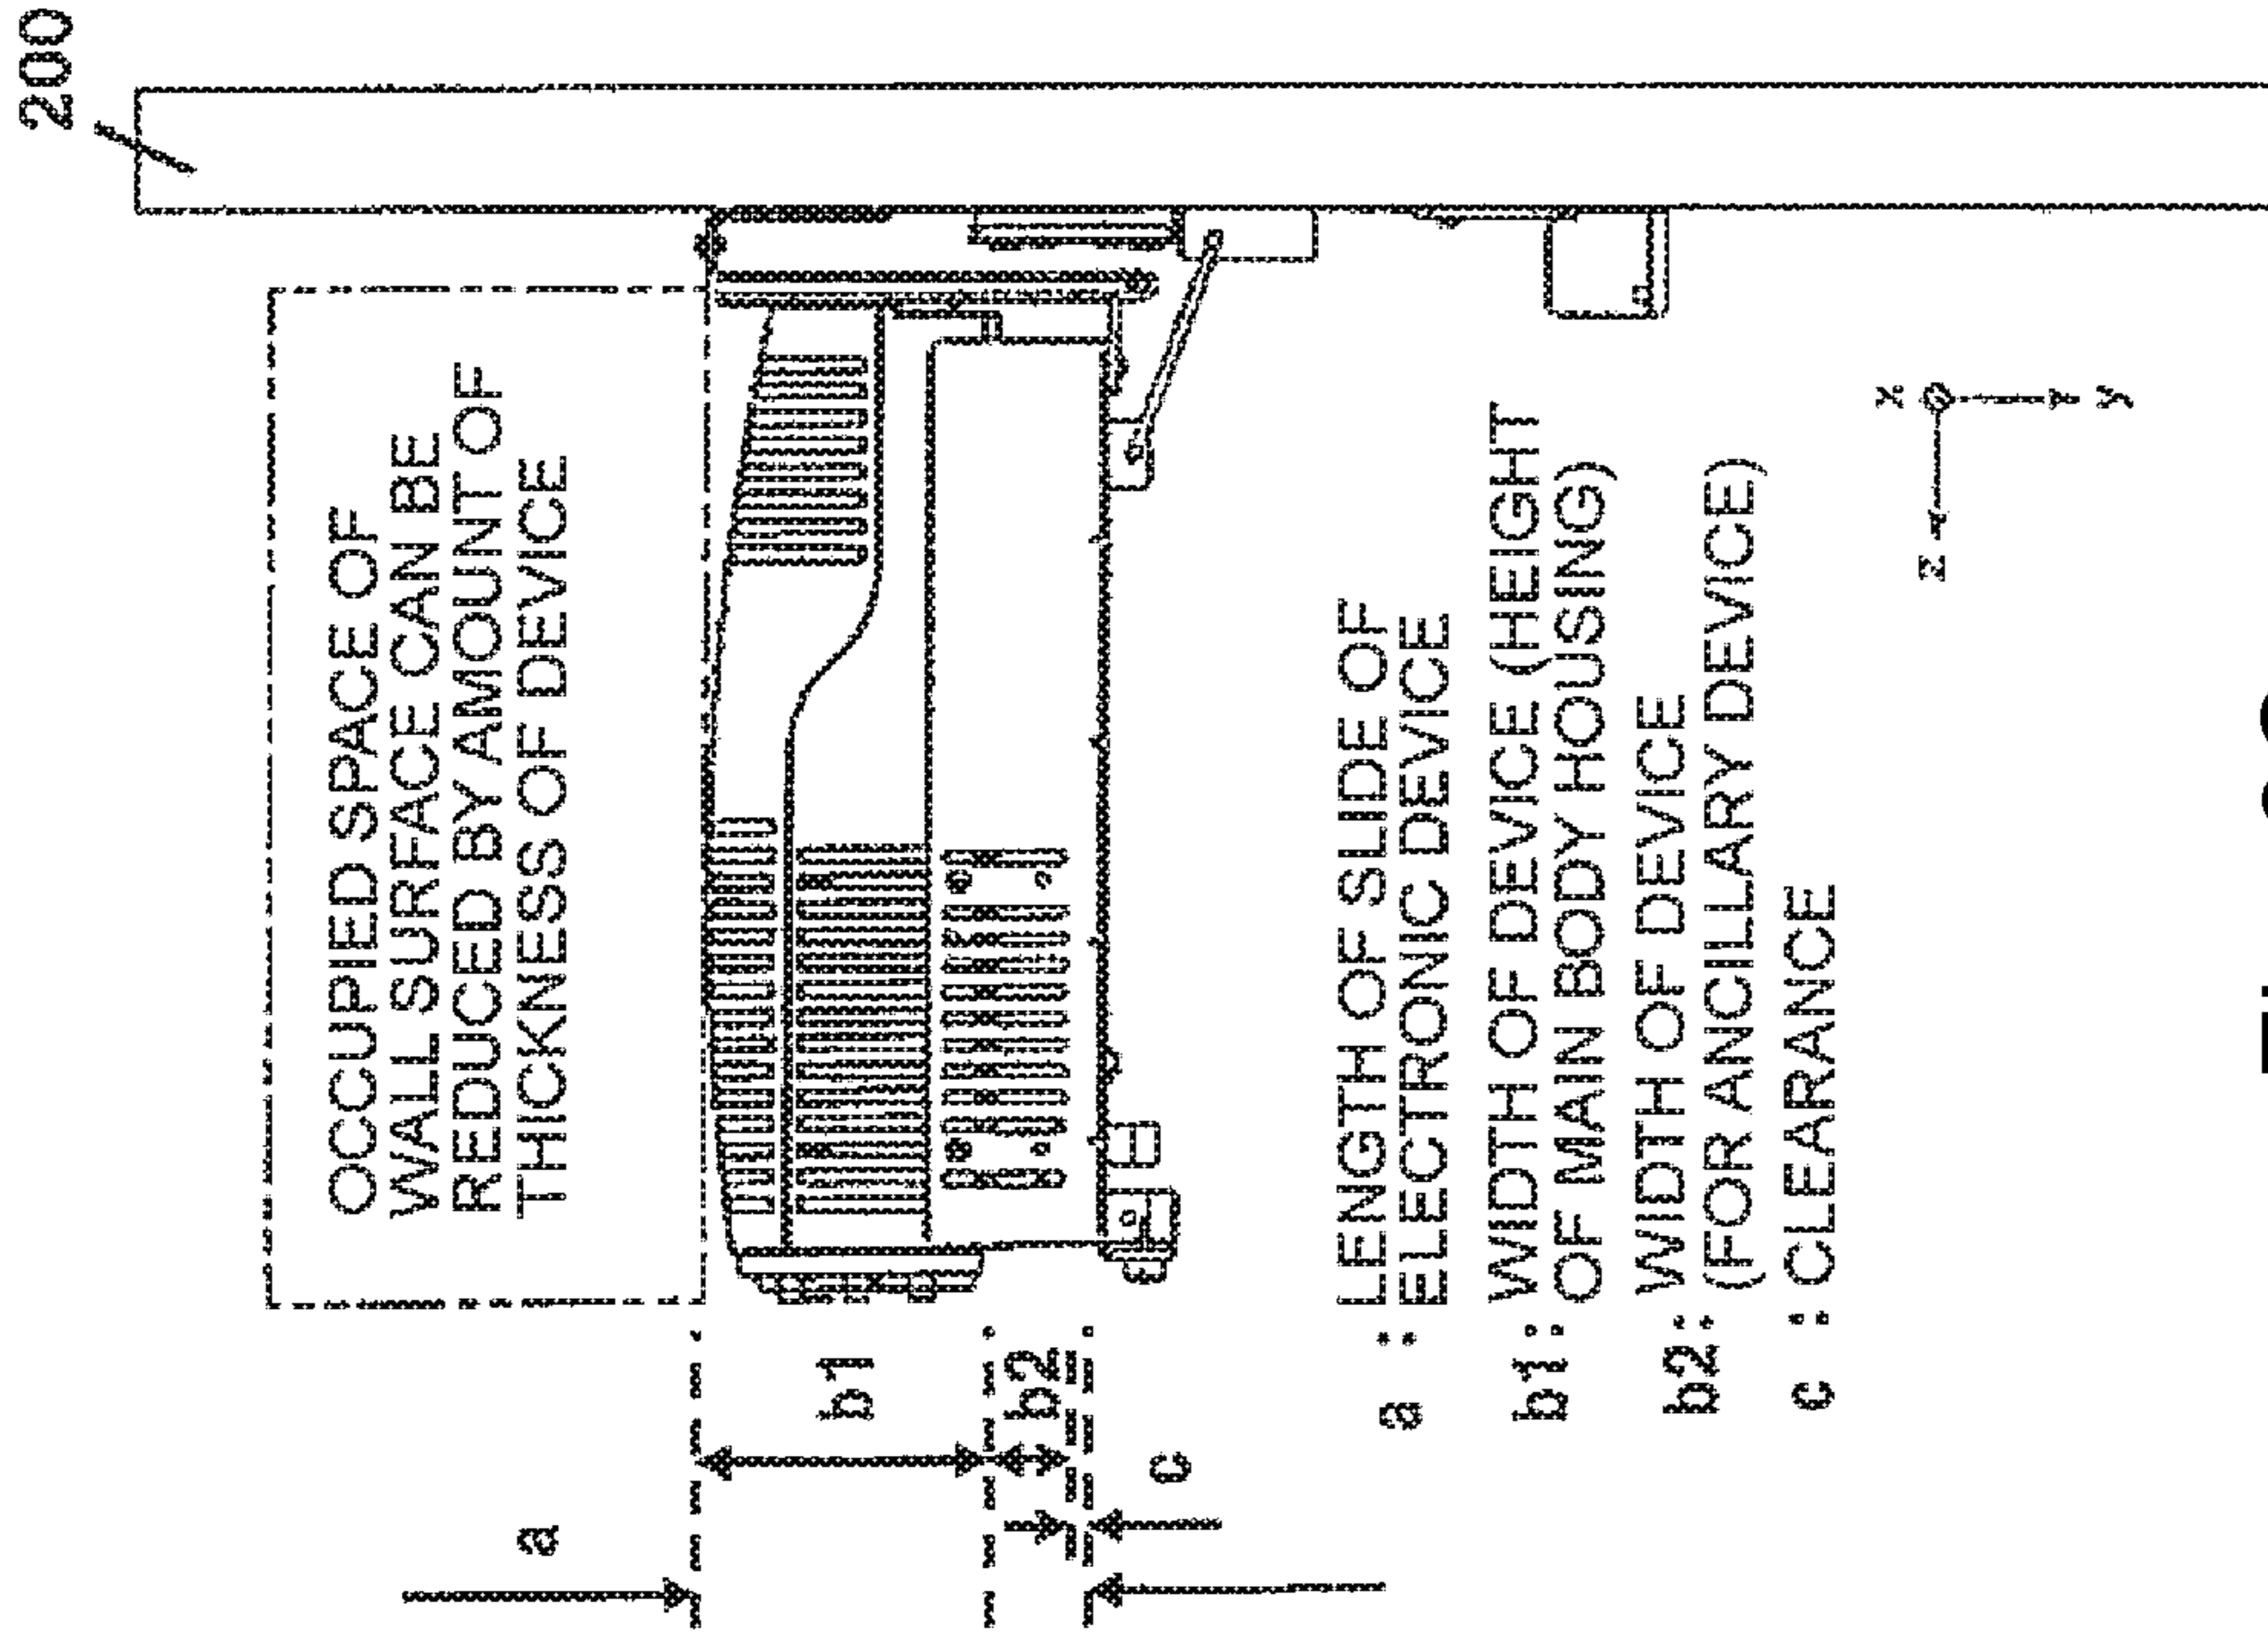 200
OCCUPIED SPACE OF
WALL SURFACE CAN BE
REDUCED BY AMOUNT OF
THICKNESS OF DEVICE
a
b1
b2
c
a : LENGTH OF SLIDE OF
ELECTRONIC DEVICE
b1: WIDTH OF DEVICE (HEIGHT
OF MAIN BODY HOUSING)
b2: WIDTH OF DEVICE
(FOR ANCILLARY DEVICE)
c : CLEARANCE
x
y
z